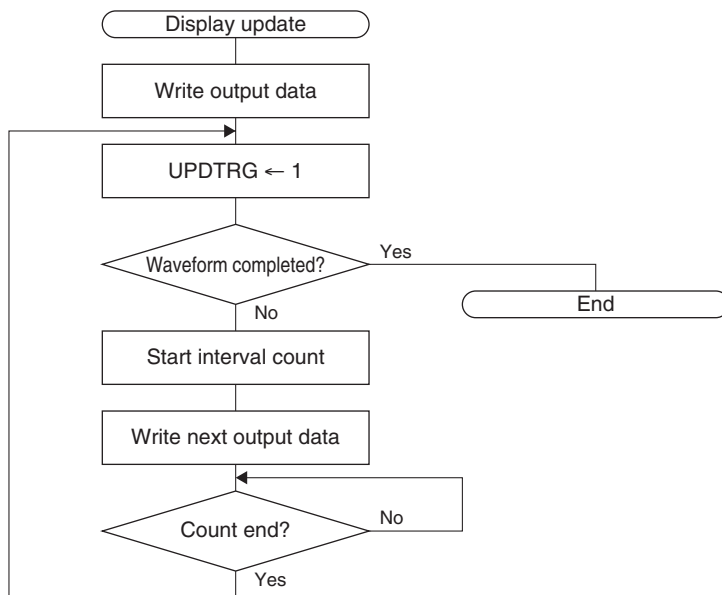 Display update
Write output data
UPDTRG ← 1
Waveform completed?
Yes
End
No
Start interval count
Write next output data
Count end?
No
Yes